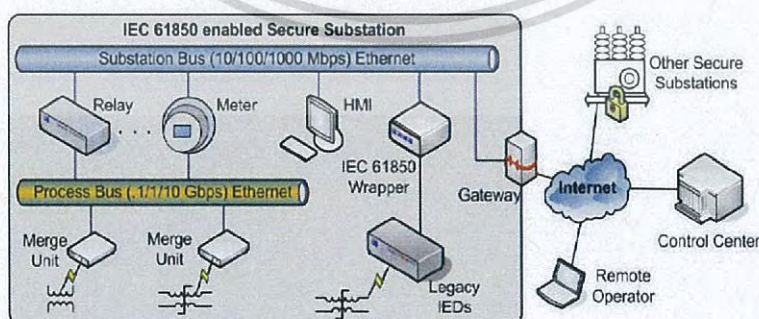 IEC 61850 enabled Secure Substation
Substation Bus (10/100/1000 Mbps) Ethernet
Relay
Meter
HMI
IEC 61850
Wrapper
Process Bus (.1/1/10 Gbps) Ethernet
Merge
Unit
Merge
Unit
Legacy
IEDs
Gateway
Internet
Other Secure
Substations
Control Center
Remote
Operator